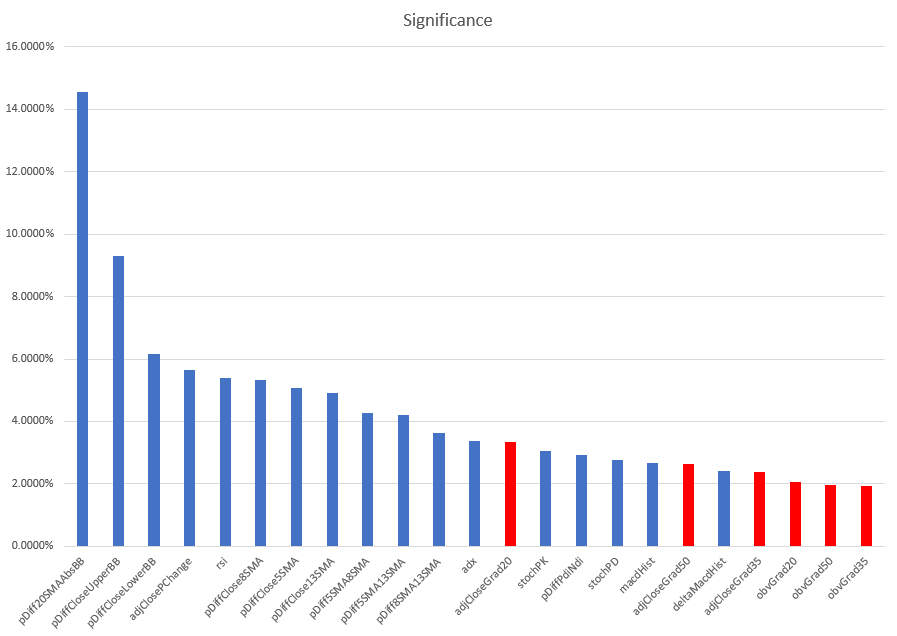 Significance
16.0000%
14.0000%
12.0000%
10.0000%
8.0000%
6.0000%
4.0000%
2.0000%
0.0000%
pDiff20SMAAbsBB
pDiffCloseUpperBB
pDiffCloseLowerBB
adjClosePChange
rsi
pDiffClose8SMA
pDiffClose5SMA
pDiffClose13SMA
pDiff5SMA8SMA
pDiff5SMA13SMA
pDiff8SMA13SMA
adx
adjCloseGrad20
stochPK
pDiffPdiNdi
stochPD
macdHist
adjCloseGrad50
deltaMacdHist
adjCloseGrad35
obvGrad20
obvGrad50
obvGrad35